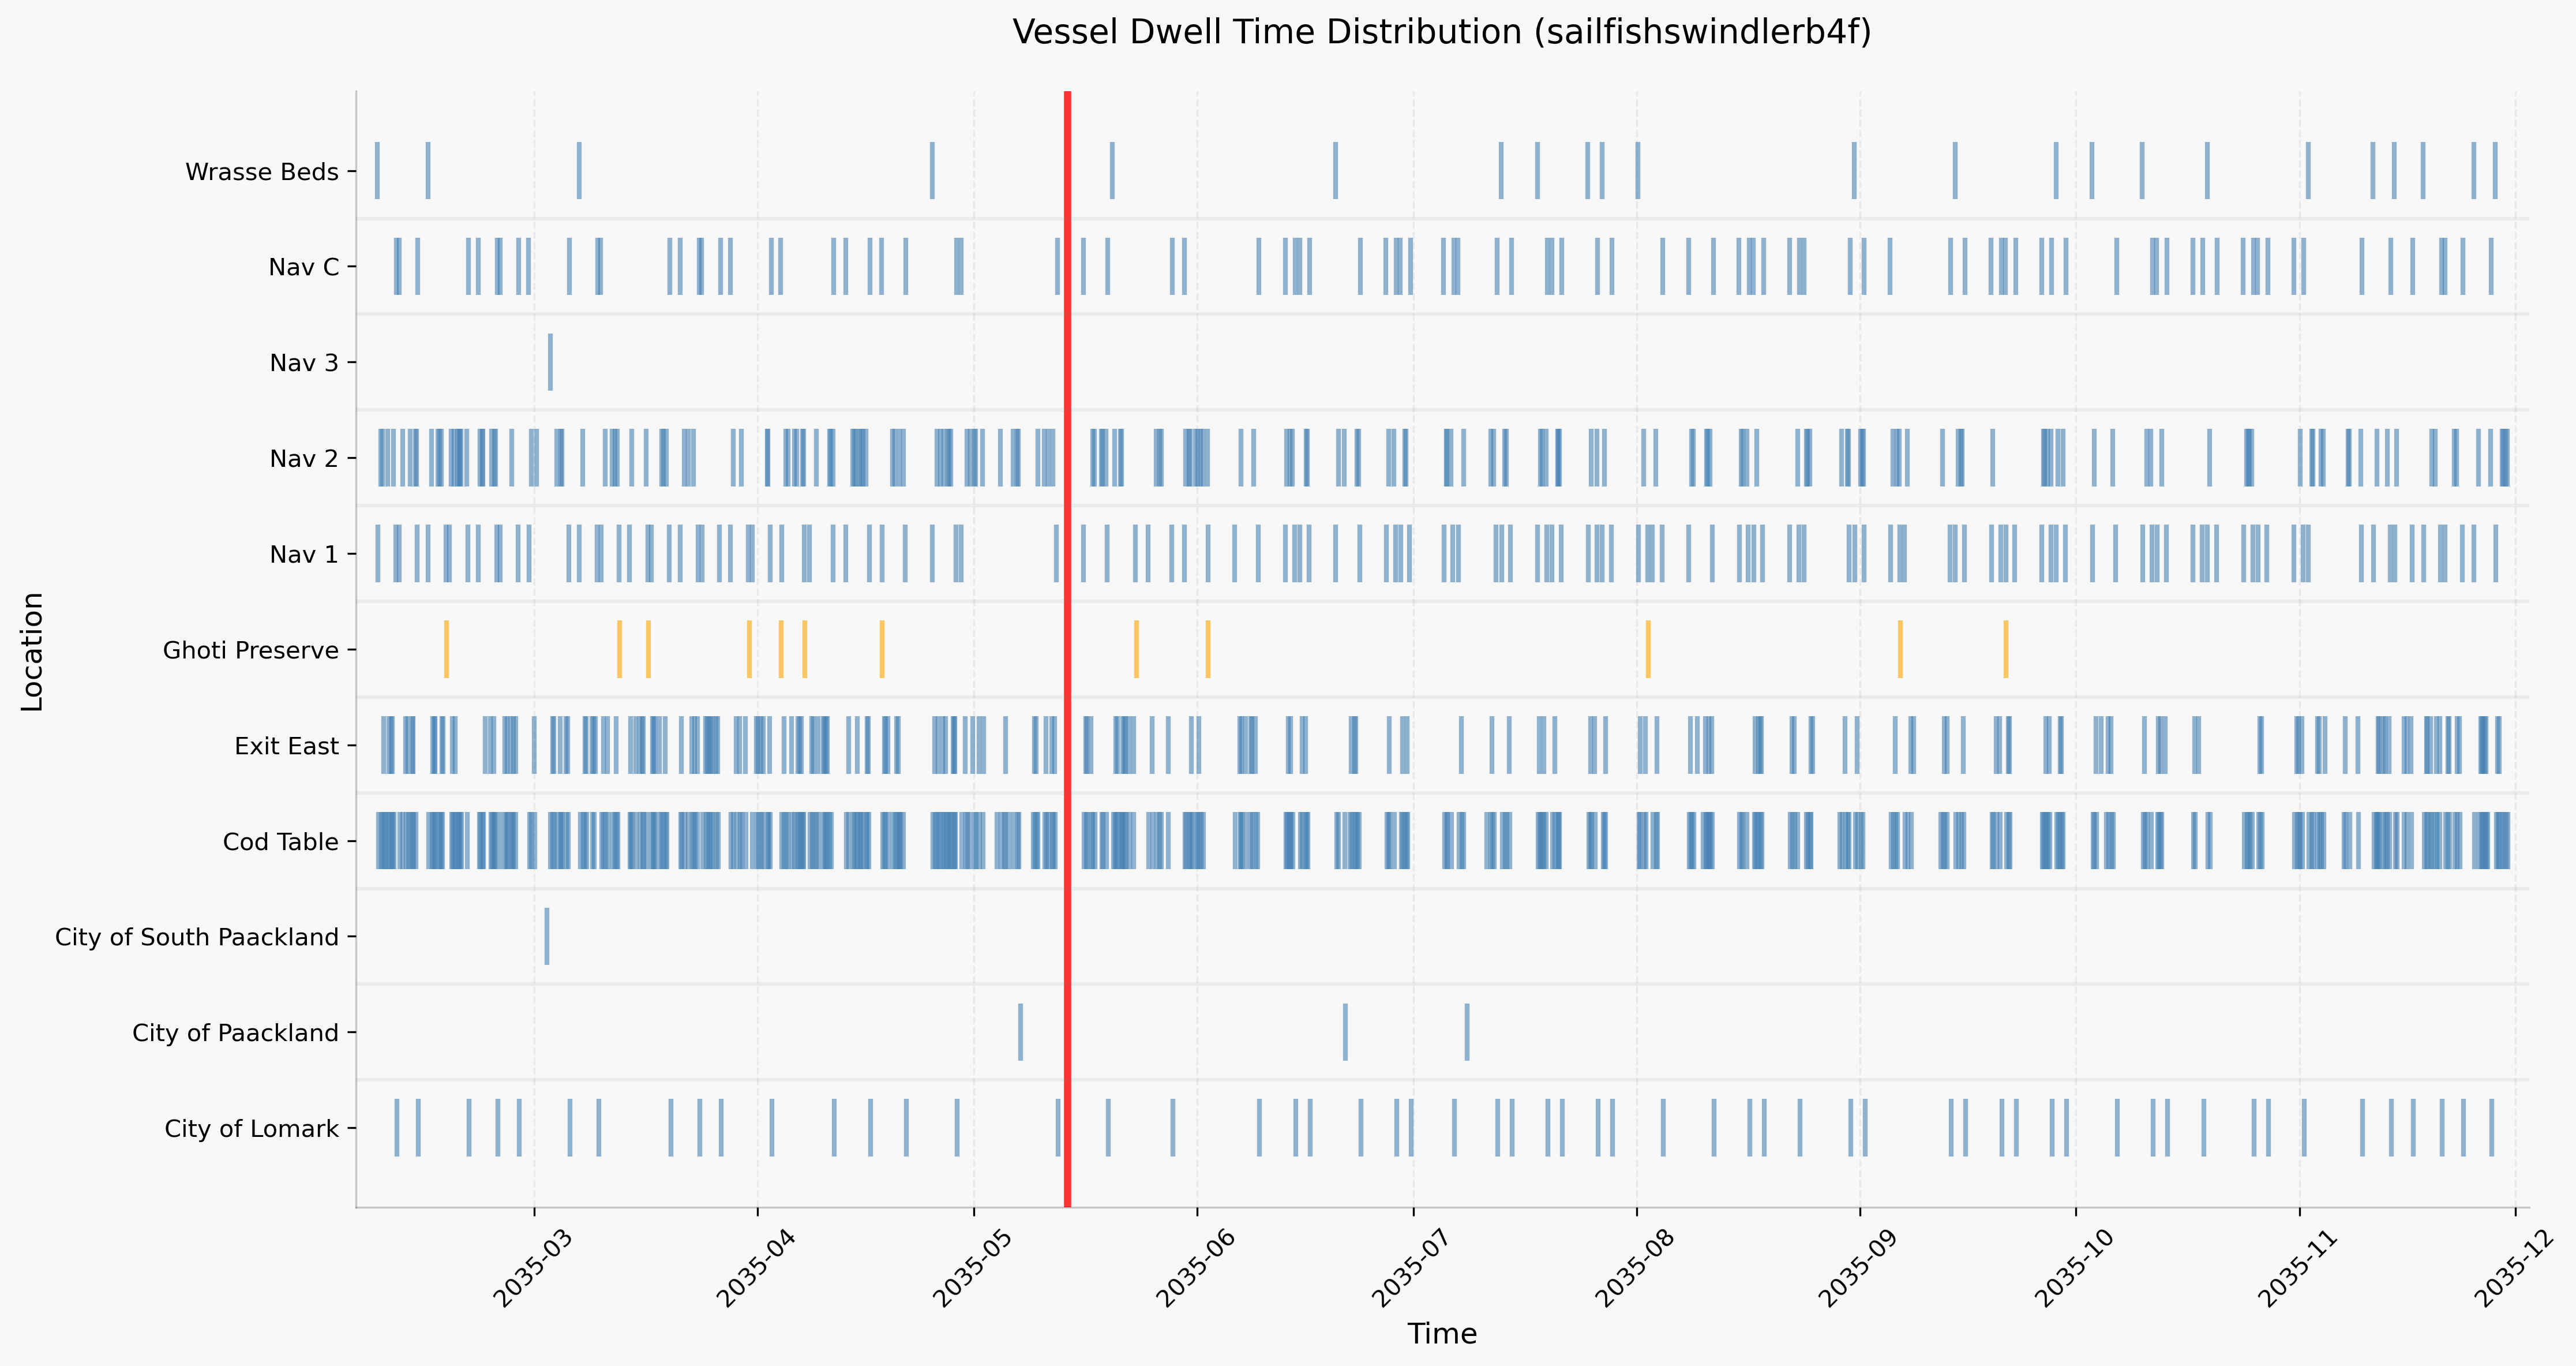 Vessel Dwell Time Distribution (sailfishswindlerb4f)
Location
Wrasse Beds
Nav C
Nav 3
Nav 2
Nav 1
Ghoti Preserve
Exit East
Cod Table
City of South Paackland
City of Paackland
City of Lomark
2035-03
2035-04
2035-05
2035-06
2035-07
2035-08
2035-09
2035-10
2035-11
2035-12
Time